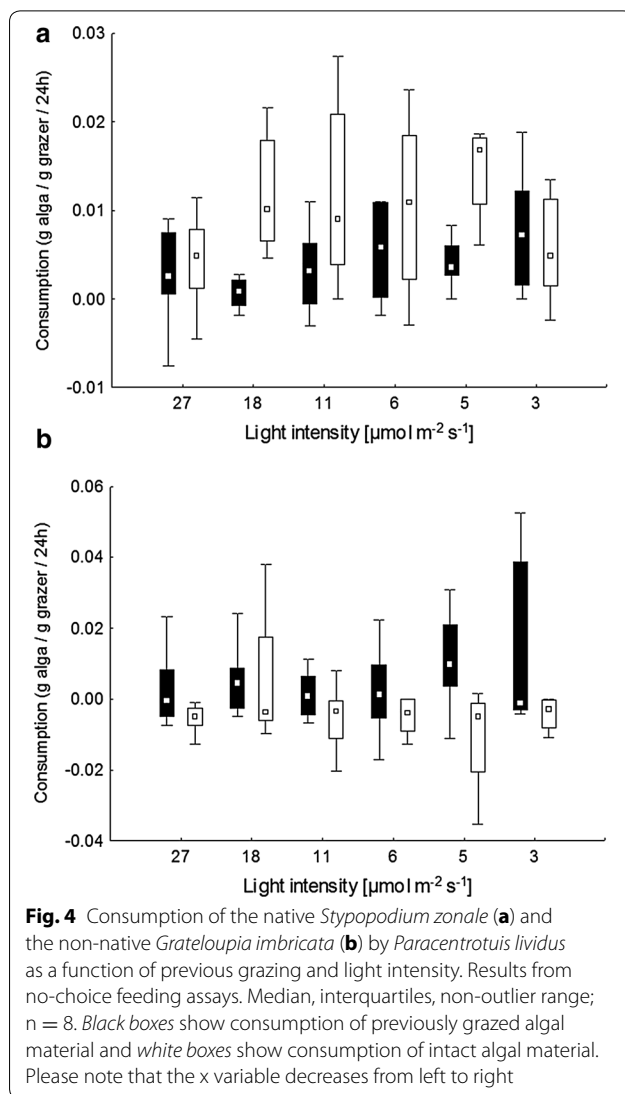 a
0.03
0.02
0.01
0.00
-0.01
Consumption (g alga / g grazer / 24h)
27 18 11 6 5 3
Light intensity [µmol m-2 s-1]
b
0.06
0.04
0.02
0.00
-0.02
-0.04
Consumption (g alga / g grazer / 24h)
27 18 11 6 5 3
Light intensity [µmol m-2 s-1]
Fig. 4 Consumption of the native Stypopodium zonale (a) and
the non-native Grateloupia imbricata (b) by Paracentrotuis lividus
as a function of previous grazing and light intensity. Results from
no-choice feeding assays. Median, interquartiles, non-outlier range;
n = 8. Black boxes show consumption of previously grazed algal
material and white boxes show consumption of intact algal material.
Please note that the x variable decreases from left to right